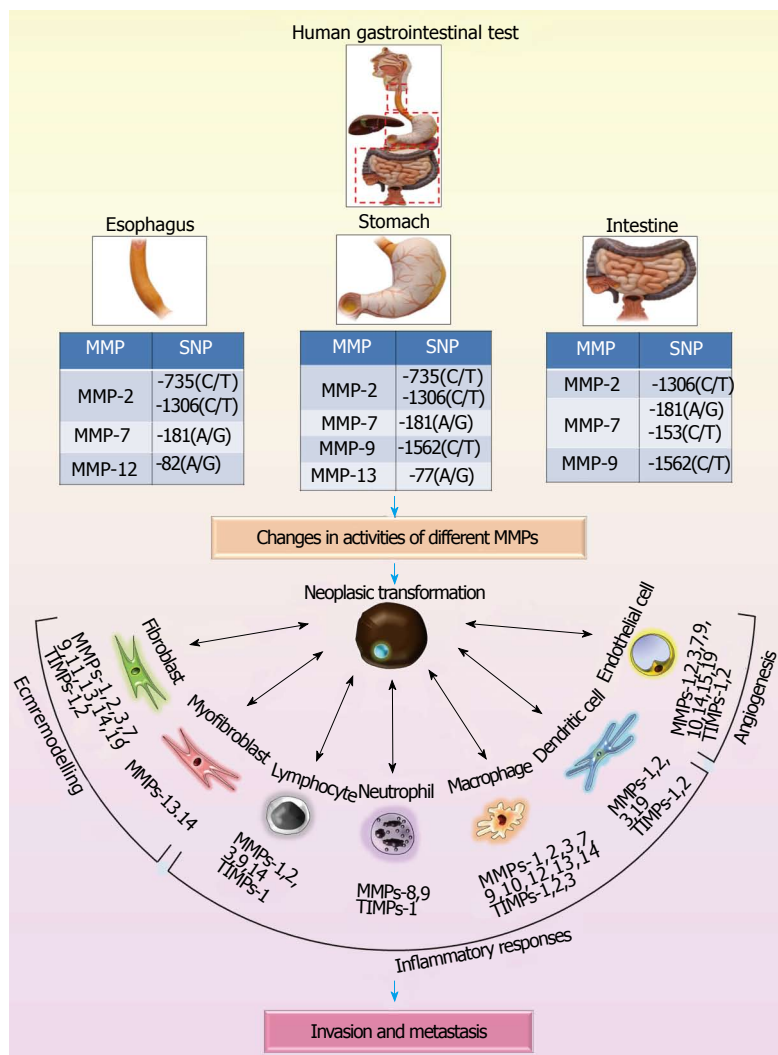 Human gastrointestinal test
Esophagus
MMP SNP
MMP-2 -735(C/T)
-1306(C/T)
MMP-7 -181(A/G)
MMP-12 -82(A/G)
Stomach
MMP SNP
MMP-2 -735(C/T)
-1306(C/T)
MMP-7 -181(A/G)
MMP-9 -1562(C/T)
MMP-13 -77(A/G)
Intestine
MMP SNP
MMP-2 -1306(C/T)
MMP-7 -181(A/G)
-153(C/T)
MMP-9 -1562(C/T)
Changes in activities of different MMPs
Neoplasic transformation
Ecmremodelling
Fibroblast
MMPs-1,2,3,7,
9,11,13,14,19
TIMPs-1,2
Myofibroblast
MMPs-13.14
Lymphocyte
MMPs-1,2,
3,9,14
TIMPs-1
Neutrophil
MMPs-8,9
TIMPs-1
Macrophage
MMPs-1,2,3,7
9,10,12,13,14
TIMPs-1,2,3
Dendritic cell
MMPs-1,2,
3,19
TIMPs-1,2
Endothelial cell
MMPs-1,2,3,7,9,
10,14,15,19
TIMPs-1,2
Angiogenesis
Inflammatory responses
Invasion and metastasis